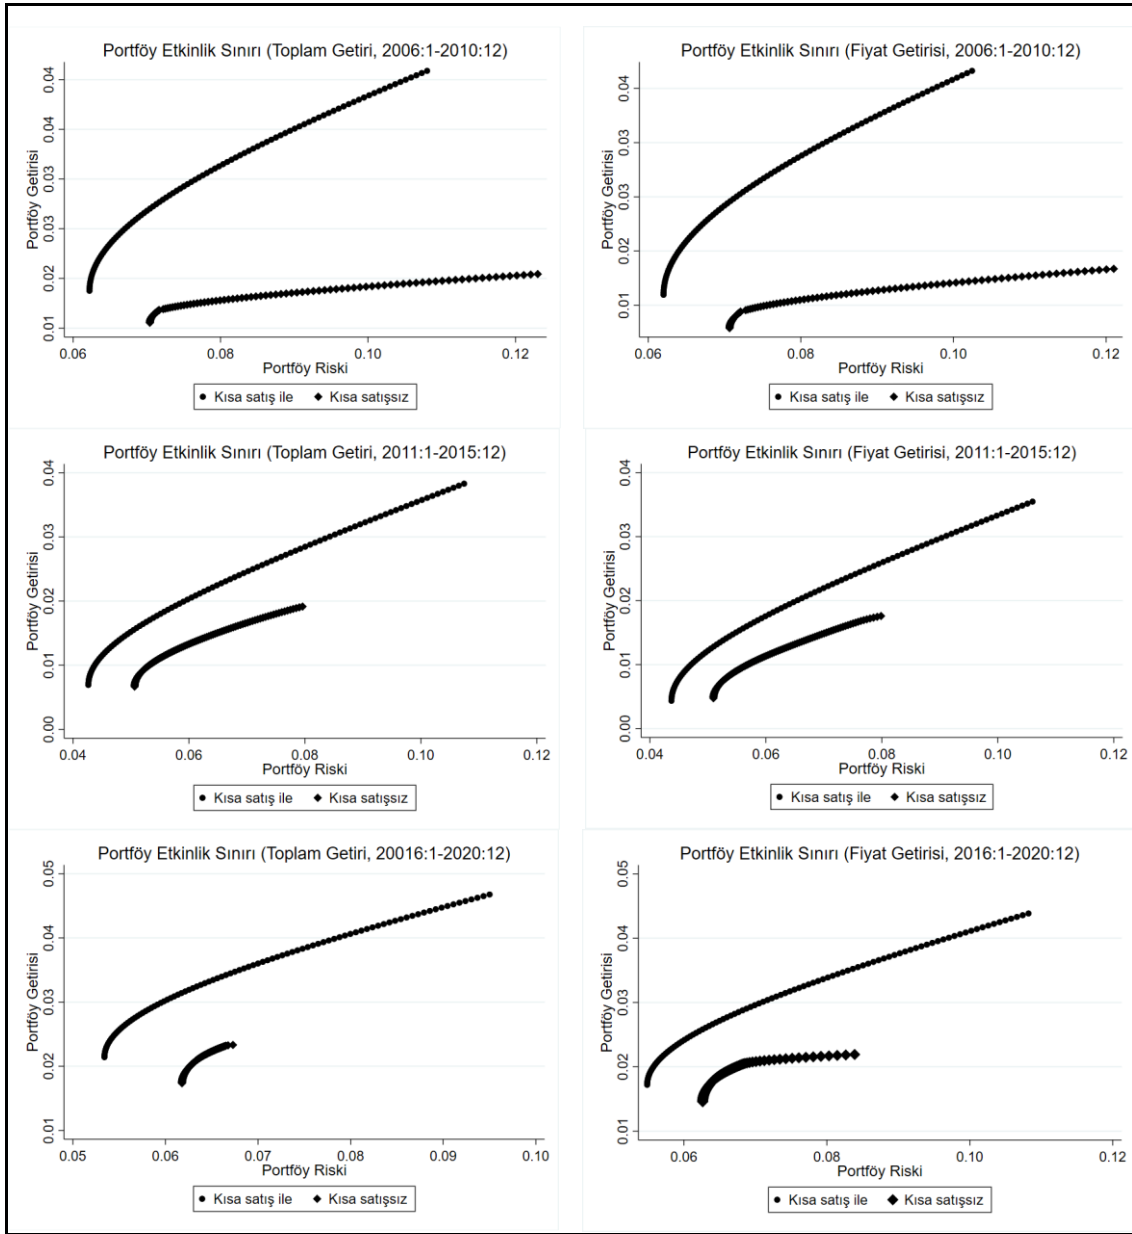 Portföy Etkinlik Sınırı (Toplam Getiri, 2006:1-2010:12)
Portföy Getirisi
0.04
0.04
0.03
0.03
0.02
0.01
0.06 0.08 0.10 0.12
Portföy Riski
● Kısa satış ile ◆ Kısa satışsız
Portföy Etkinlik Sınırı (Fiyat Getirisi, 2006:1-2010:12)
Portföy Getirisi
0.04
0.03
0.03
0.02
0.01
0.06 0.08 0.10 0.12
Portföy Riski
● Kısa satış ile ◆ Kısa satışsız
Portföy Etkinlik Sınırı (Toplam Getiri, 2011:1-2015:12)
Portföy Getirisi
0.04
0.03
0.02
0.01
0.00
0.04 0.06 0.08 0.10 0.12
Portföy Riski
● Kısa satış ile ◆ Kısa satışsız
Portföy Etkinlik Sınırı (Fiyat Getirisi, 2011:1-2015:12)
Portföy Getirisi
0.04
0.03
0.02
0.01
0.00
0.04 0.06 0.08 0.10 0.12
Portföy Riski
● Kısa satış ile ◆ Kısa satışsız
Portföy Etkinlik Sınırı (Toplam Getiri, 20016:1-2020:12)
Portföy Getirisi
0.05
0.04
0.03
0.02
0.01
0.05 0.06 0.07 0.08 0.09 0.10
Portföy Riski
● Kısa satış ile ◆ Kısa satışsız
Portföy Etkinlik Sınırı (Fiyat Getirisi, 2016:1-2020:12)
Portföy Getirisi
0.05
0.04
0.03
0.02
0.01
0.06 0.08 0.10 0.12
Portföy Riski
● Kısa satış ile ◆ Kısa satışsız